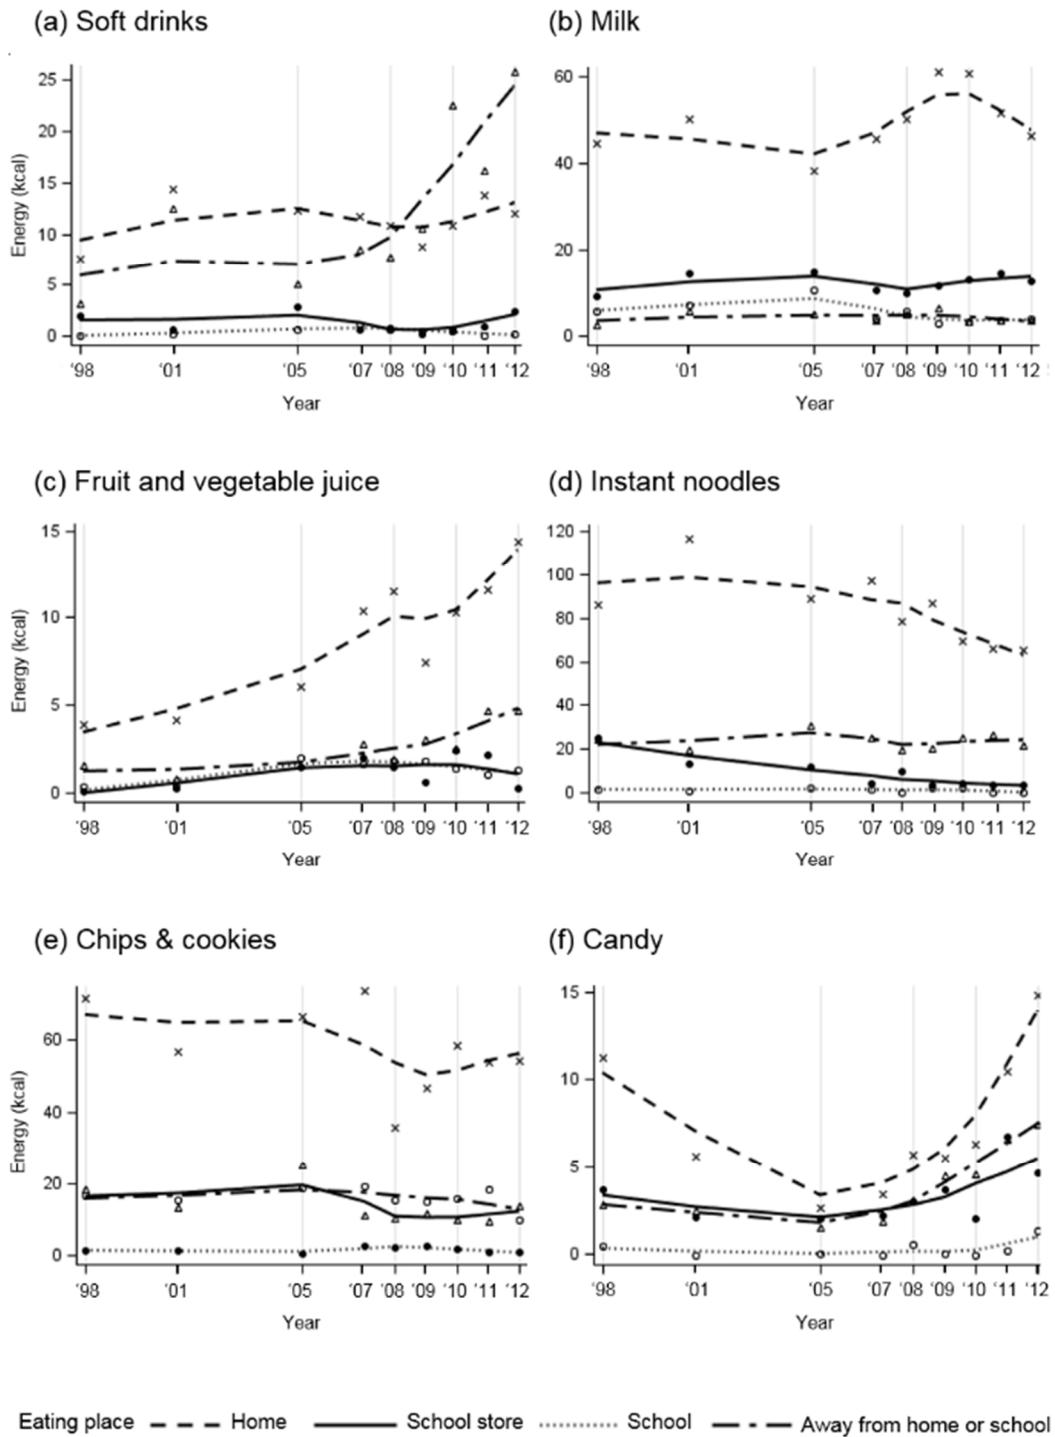 (a) Soft drinks
(b) Milk
Energy (kcal)
25
20
15
10
5
0
'98 '01 '05 '07 '08 '09 '10 '11 '12
Year
60
40
20
0
'98 '01 '05 '07 '08 '09 '10 '11 '12
Year
(c) Fruit and vegetable juice
(d) Instant noodles
Energy (kcal)
15
10
5
0
'98 '01 '05 '07 '08 '09 '10 '11 '12
Year
120
100
80
60
40
20
0
'98 '01 '05 '07 '08 '09 '10 '11 '12
Year
(e) Chips & cookies
(f) Candy
Energy (kcal)
60
40
20
0
'98 '01 '05 '07 '08 '09 '10 '11 '12
Year
15
10
5
0
'98 '01 '05 '07 '08 '09 '10 '11 '12
Year
Eating place Home School store School Away from home or school